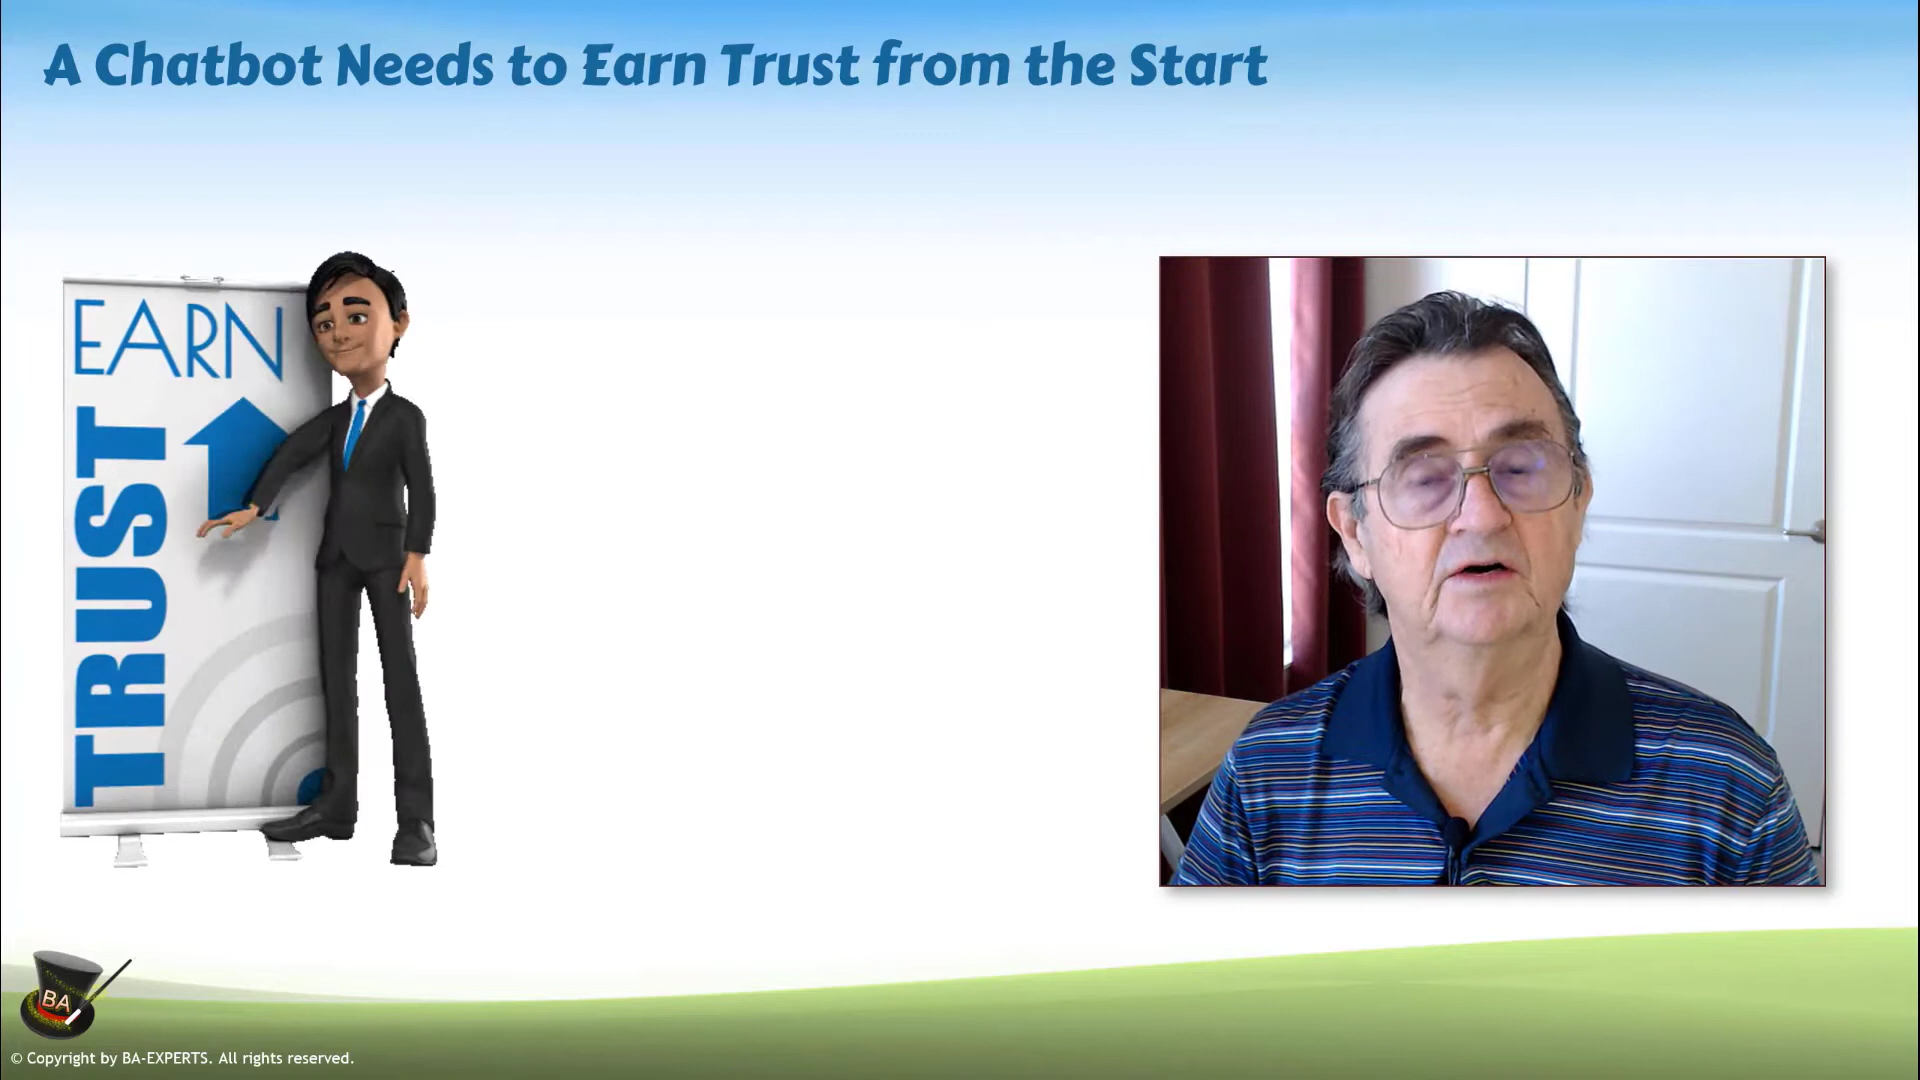 A Chatbot Needs to Earn Trust from the Start
EARN
TRUST
BA
© Copyright by BA-EXPERTS. All rights reserved.